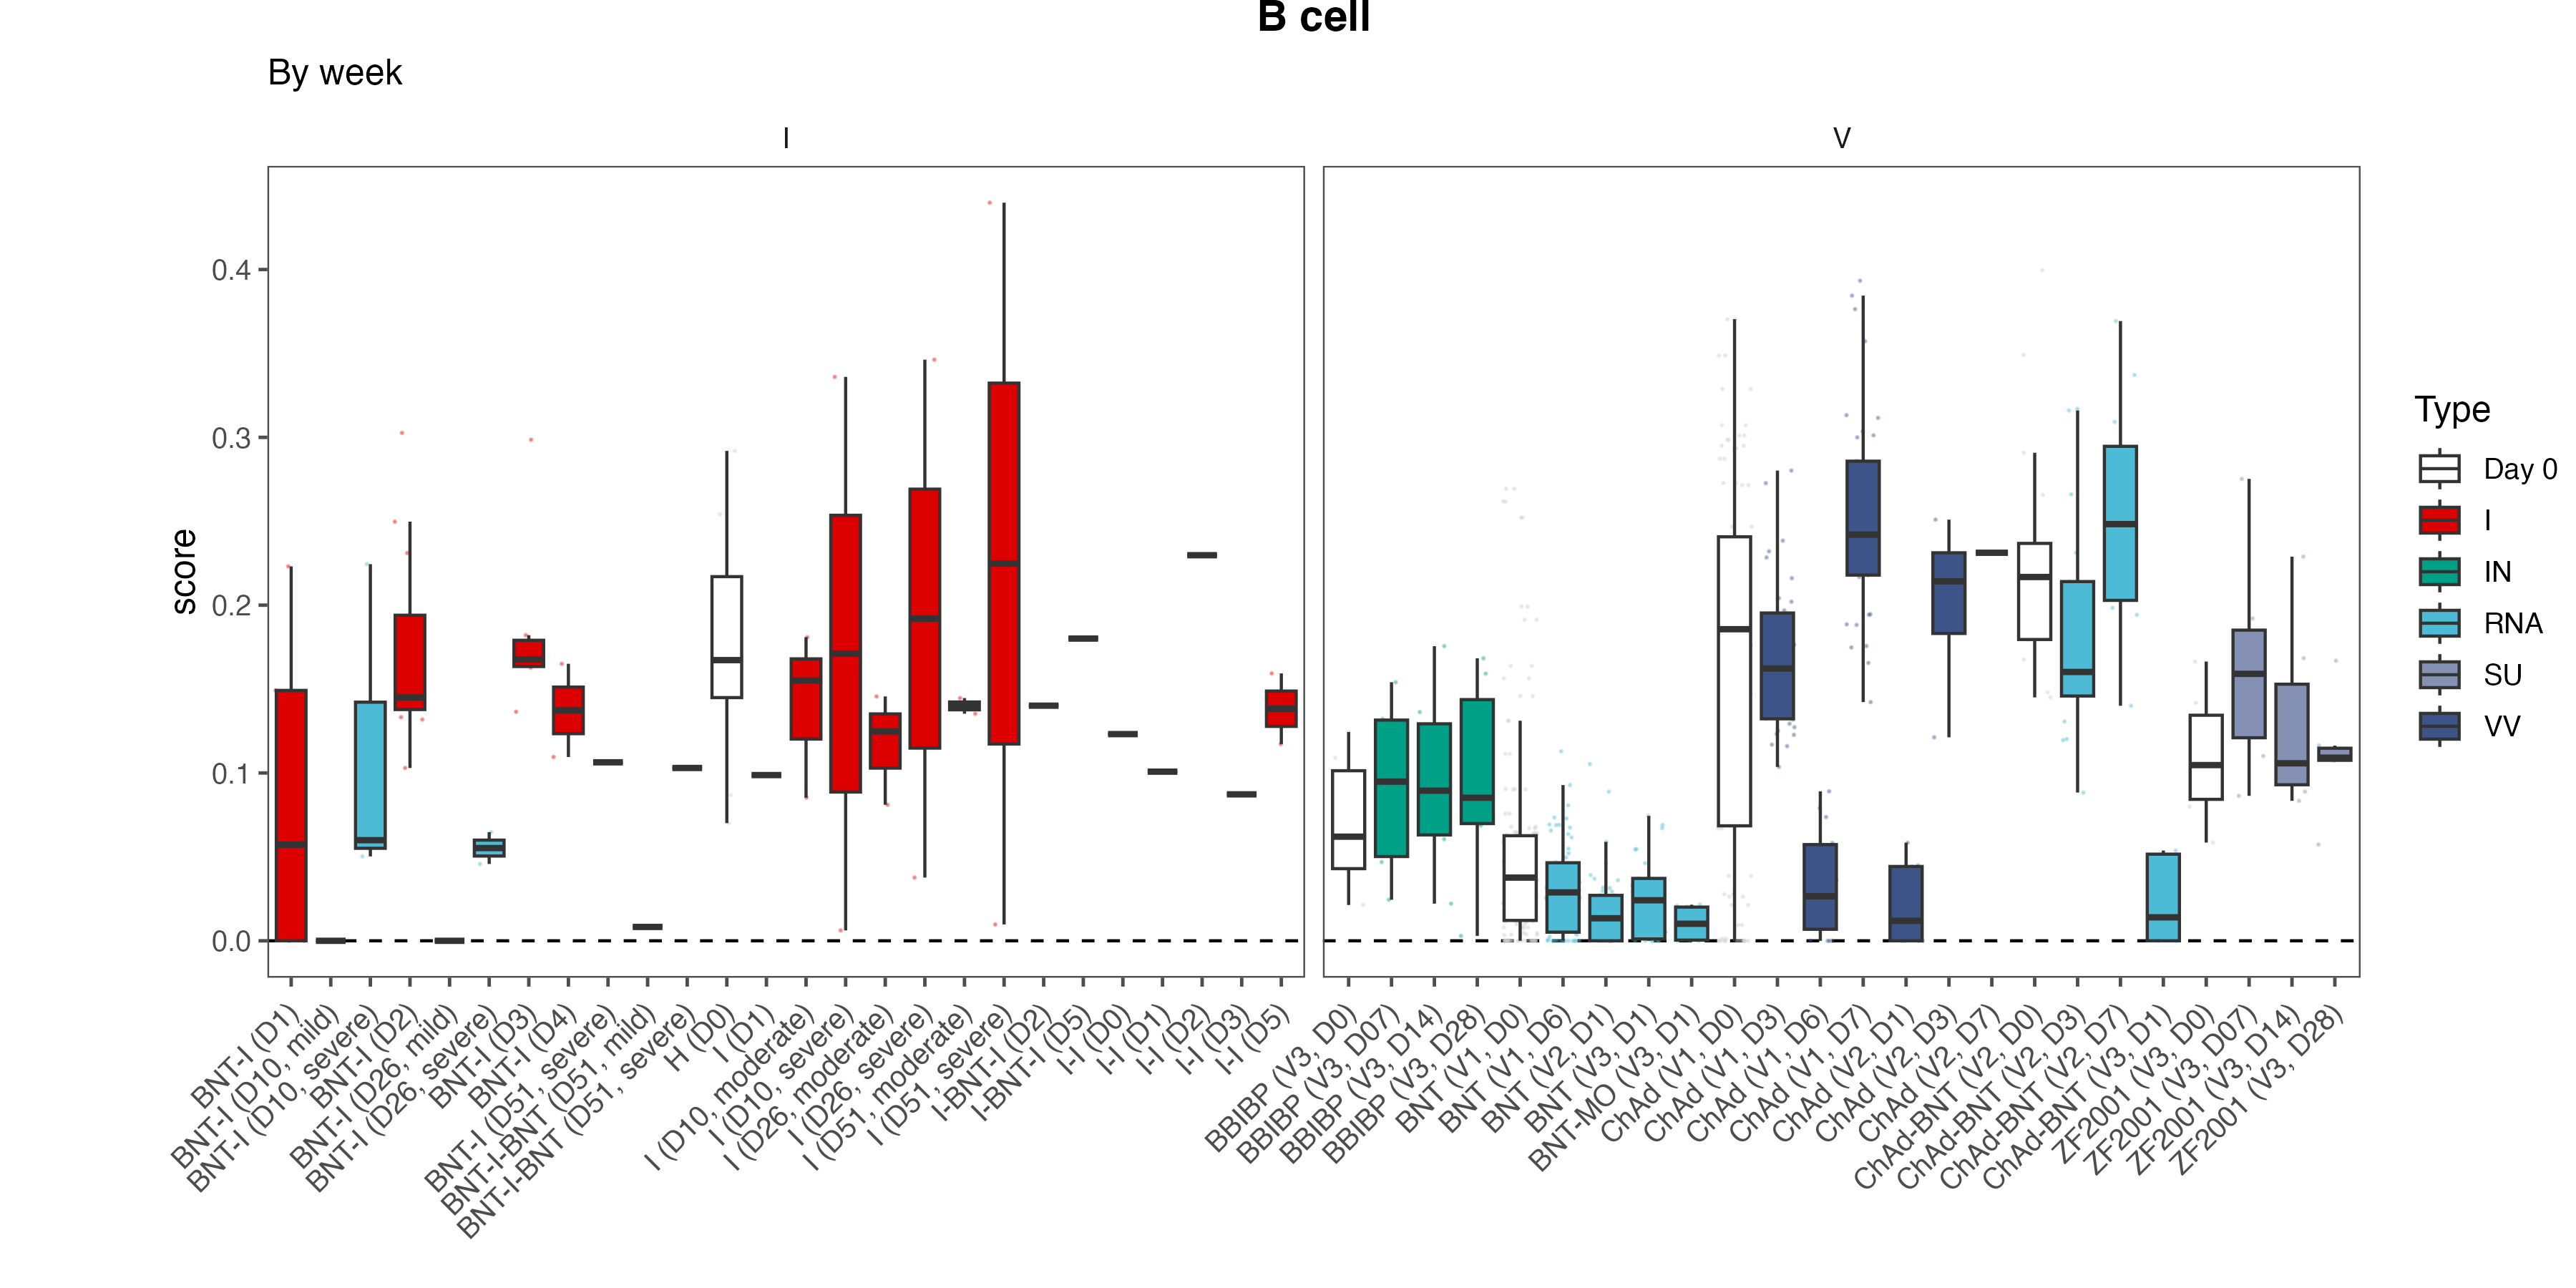 B cell
By week
I
V
score
0.4
0.3
0.2
0.1
0.0
BNT-I (D1)
BNT-I (D10, mild)
BNT-I (D10, severe)
BNT-I (D2)
BNT-I (D26, mild)
BNT-I (D26, severe)
BNT-I (D3)
BNT-I (D4)
BNT-I (D51, severe)
BNT-I-BNT (D51, mild)
BNT-I-BNT (D51, severe)
H (D0)
I (D1)
I (D10, moderate)
I (D10, severe)
I (D26, moderate)
I (D26, severe)
I (D51, moderate)
I (D51, severe)
I-BNT-I (D2)
I-BNT-I (D5)
I-I (D0)
I-I (D1)
I-I (D2)
I-I (D3)
I-I (D5)
BBIBP (V3, D0)
BBIBP (V3, D07)
BBIBP (V3, D14)
BBIBP (V3, D28)
BNT (V1, D0)
BNT (V1, D6)
BNT (V2, D1)
BNT (V3, D1)
BNT-MO (V3, D1)
ChAd (V1, D0)
ChAd (V1, D3)
ChAd (V1, D6)
ChAd (V1, D7)
ChAd (V2, D1)
ChAd (V2, D3)
ChAd (V2, D7)
ChAd-BNT (V2, D0)
ChAd-BNT (V2, D3)
ChAd-BNT (V2, D7)
ChAd-BNT (V3, D1)
ZF2001 (V3, D0)
ZF2001 (V3, D07)
ZF2001 (V3, D14)
ZF2001 (V3, D28)
Type
Day 0
I
IN
RNA
SU
VV